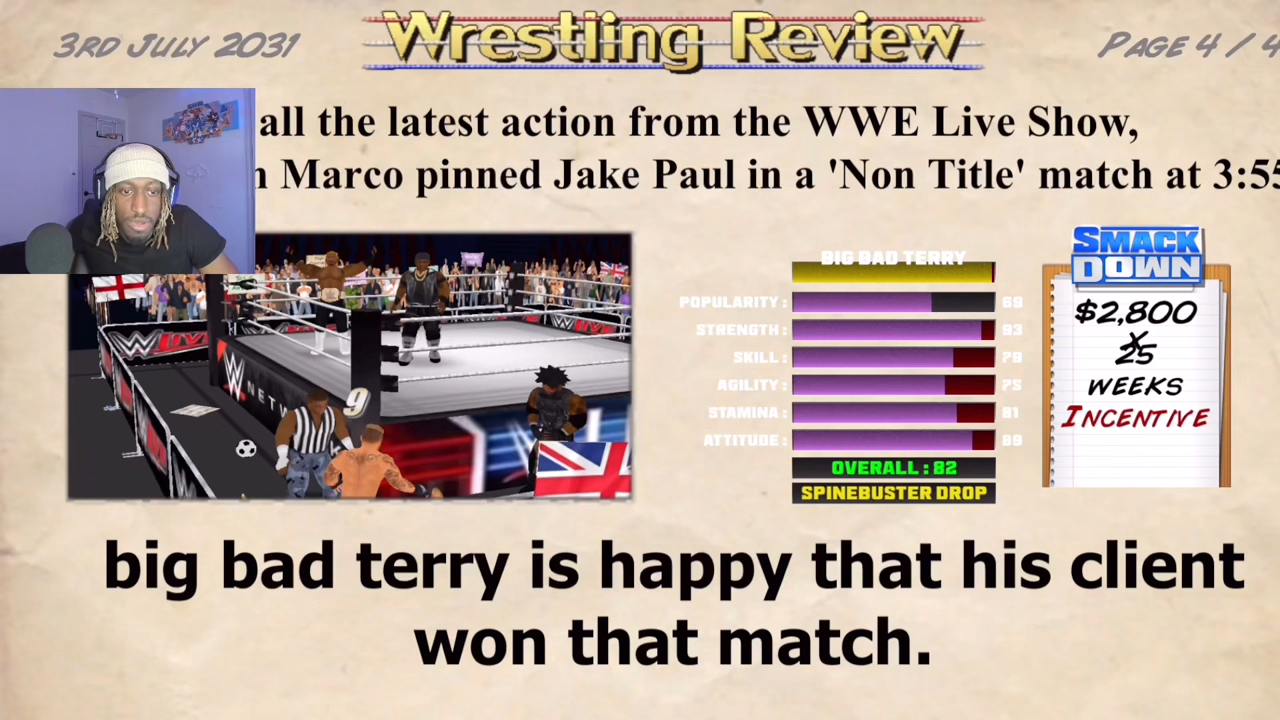 3RD JULY 2031
Wrestling Review
PAGE 4 / 4
all the latest action from the WWE Live Show,
Marco pinned Jake Paul in a 'Non Title' match at 3:55
BIG BAD TERRY
POPULARITY : 69
STRENGTH : 93
SKILL : 79
AGILITY : 75
STAMINA : 81
ATTITUDE : 89
OVERALL : 82
SPINEBUSTER DROP
SMACK
DOWN
$2,800
X
25
WEEKS
INCENTIVE
W NETW
9
big bad terry is happy that his client
won that match.